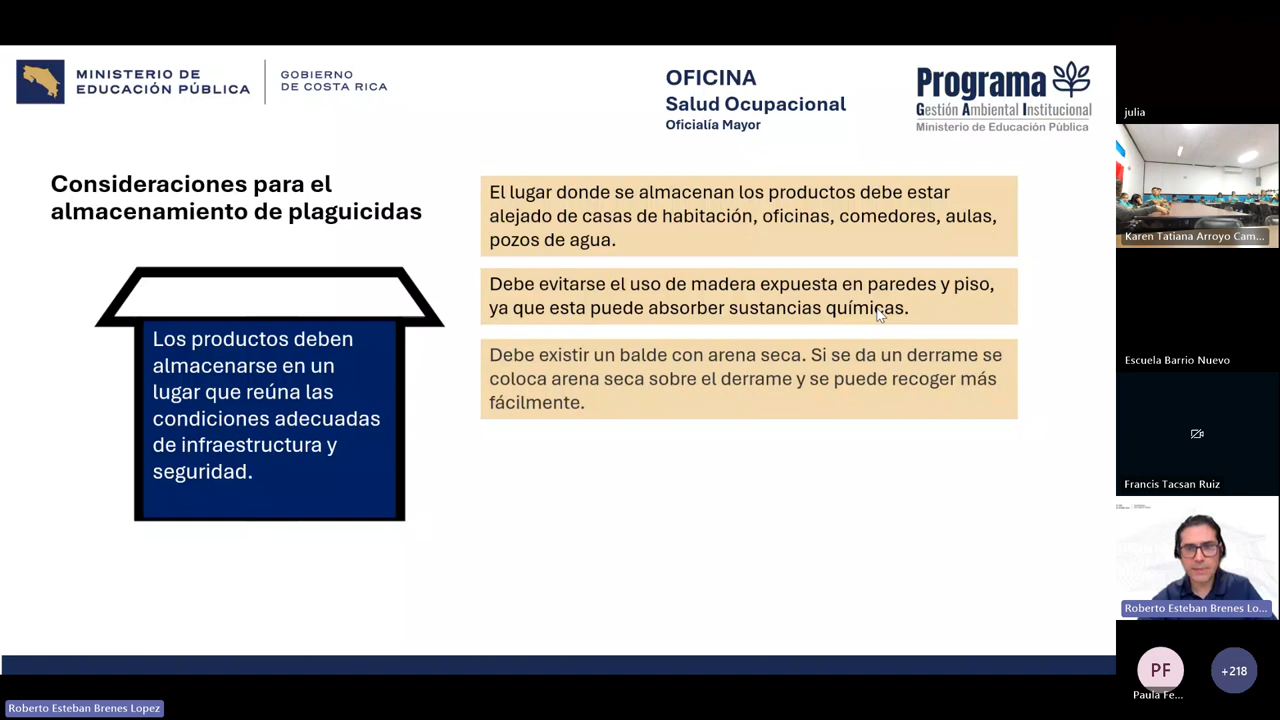 MINISTERIO DE
EDUCACIÓN PÚBLICA
GOBIERNO
DE COSTA RICA
OFICINA
Salud Ocupacional
Oficialía Mayor
Programa
Gestión Ambiental Institucional
Ministerio de Educación Pública
Consideraciones para el
almacenamiento de plaguicidas
Los productos deben
almacenarse en un
lugar que reúna las
condiciones adecuadas
de infraestructura y
seguridad.
El lugar donde se almacenan los productos debe estar
alejado de casas de habitación, oficinas, comedores, aulas,
pozos de agua.
Debe evitarse el uso de madera expuesta en paredes y piso,
ya que esta puede absorber sustancias químicas.
Debe existir un balde con arena seca. Si se da un derrame se
coloca arena seca sobre el derrame y se puede recoger más
fácilmente.
julia
Karen Tatiana Arroyo Cam...
Escuela Barrio Nuevo
Francis Tacsan Ruiz
Roberto Esteban Brenes Lo...
PF
Paula Fe...
+218
Roberto Esteban Brenes Lopez